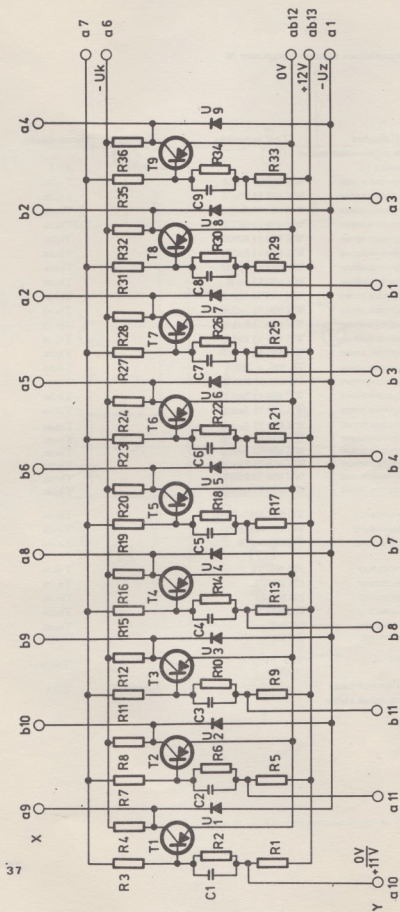 a7
a6
-Uk
ab12
0V
ab13
+12V
a1
-Uz
a4
b2
a2
a5
b6
a8
b9
b10
a9
X
37
R36
R35
T9
U9
C9
R34
R33
a3
R32
R31
T8
U8
C8
R30
R29
b1
R28
R27
T7
U7
C7
R26
R25
b3
R24
R23
T6
U6
C6
R22
R21
b4
R20
R19
T5
U5
C5
R18
R17
b7
R16
R15
T4
U4
C4
R14
R13
b8
R12
R11
T3
U3
C3
R10
R9
b11
R8
R7
T2
U2
C2
R6
R5
a11
R4
R3
T1
U1
C1
R2
R1
a10
0V
+11V
Y